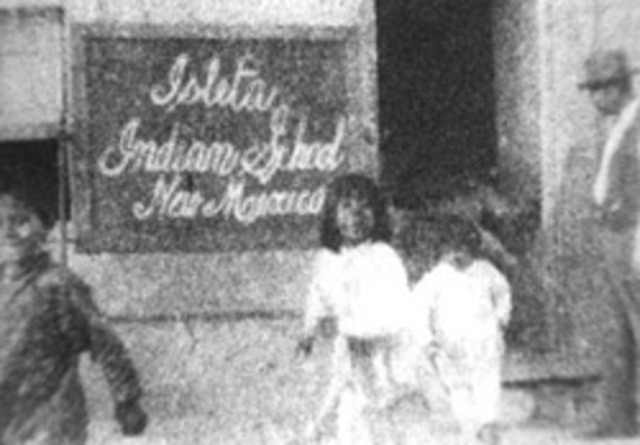 Isleta
Indian School
New Mexico